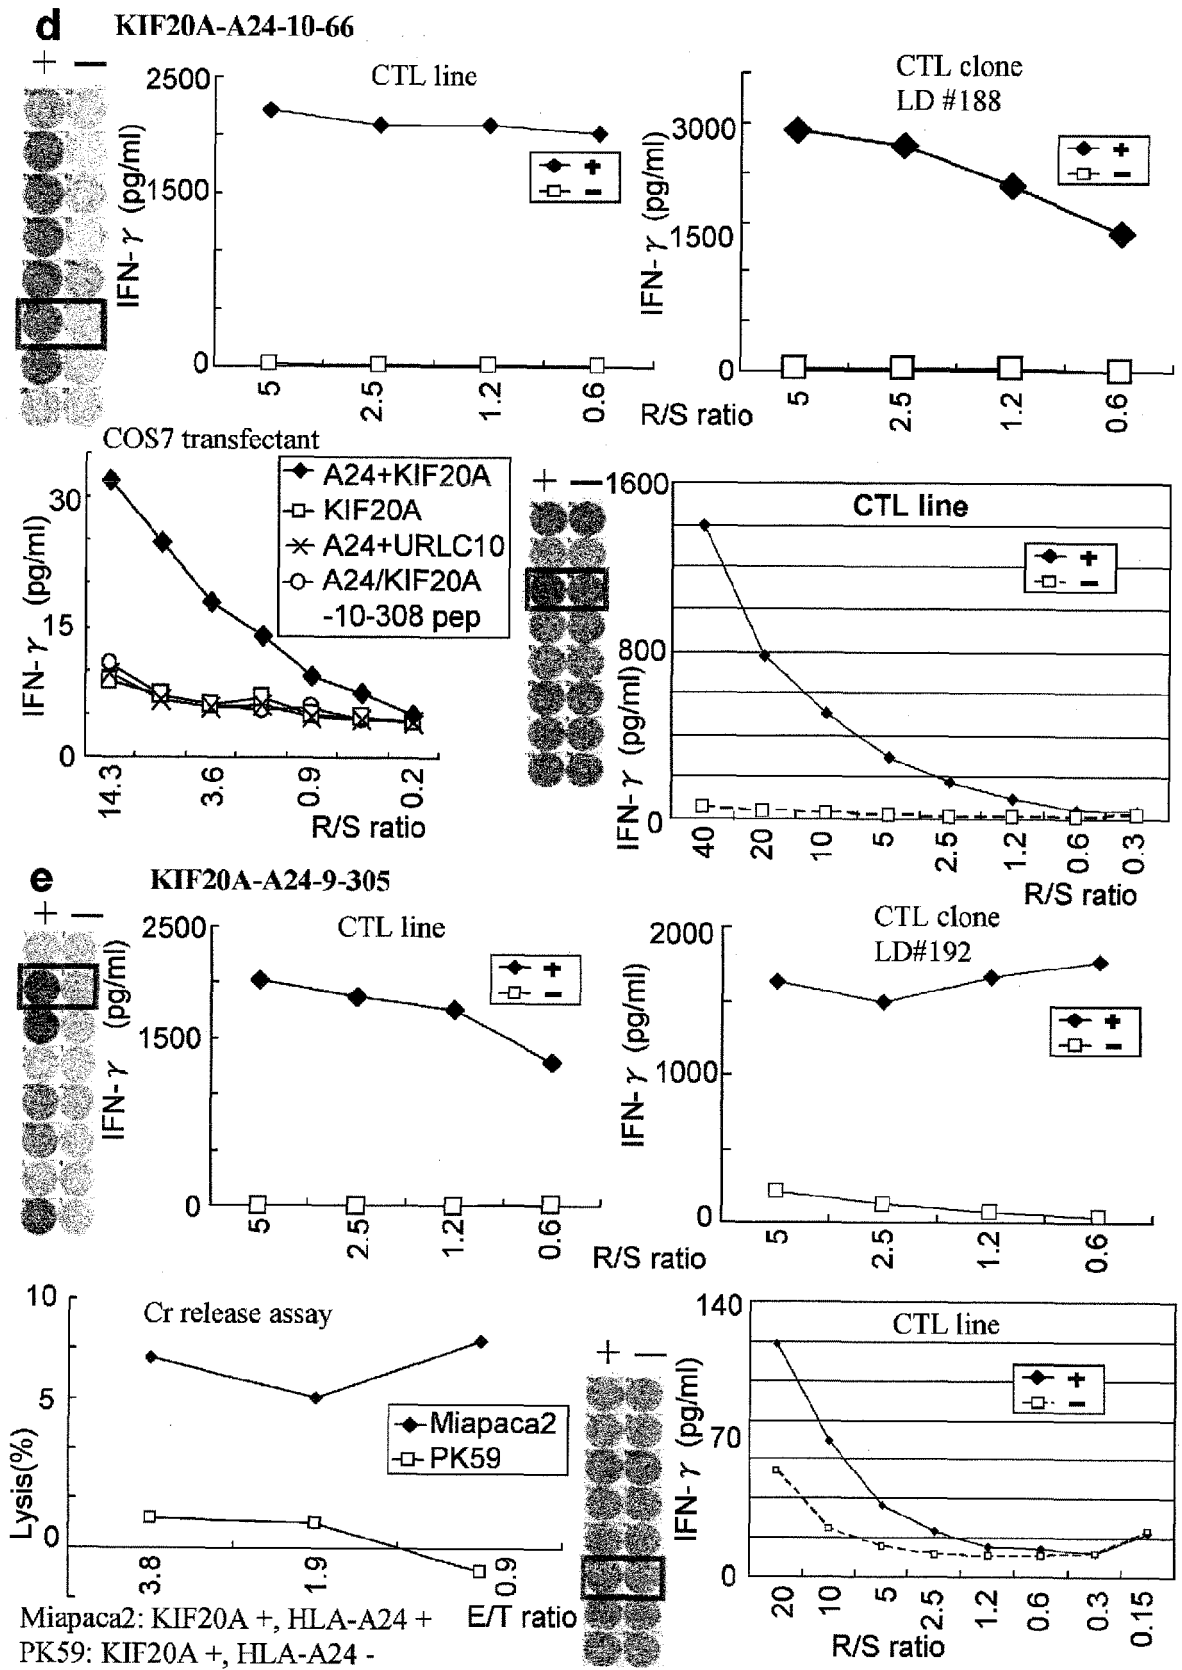 d KIF20A-A24-10-66
+ −
CTL line
IFN-γ (pg/ml)
2500
1500
0
+
−
5 2.5 1.2 0.6
R/S ratio
CTL clone
LD #188
IFN-γ (pg/ml)
3000
1500
0
+
−
5 2.5 1.2 0.6
COS7 transfectant
IFN-γ (pg/ml)
30
15
0
A24+KIF20A
KIF20A
A24+URLC10
A24/KIF20A
-10-308 pep
14.3 3.6 0.9 0.2
R/S ratio
+ −
CTL line
IFN-γ (pg/ml)
1600
800
0
+
−
40 20 10 5 2.5 1.2 0.6 0.3
R/S ratio
e KIF20A-A24-9-305
+ −
CTL line
IFN-γ (pg/ml)
2500
1500
0
+
−
5 2.5 1.2 0.6
R/S ratio
CTL clone
LD#192
IFN-γ (pg/ml)
2000
1000
0
+
−
5 2.5 1.2 0.6
Cr release assay
Lysis(%)
10
5
0
Miapaca2
PK59
3.8 1.9 0.9
E/T ratio
Miapaca2: KIF20A +, HLA-A24 +
PK59: KIF20A +, HLA-A24 -
+ −
CTL line
IFN-γ (pg/ml)
140
70
0
+
−
20 10 5 2.5 1.2 0.6 0.3 0.15
R/S ratio